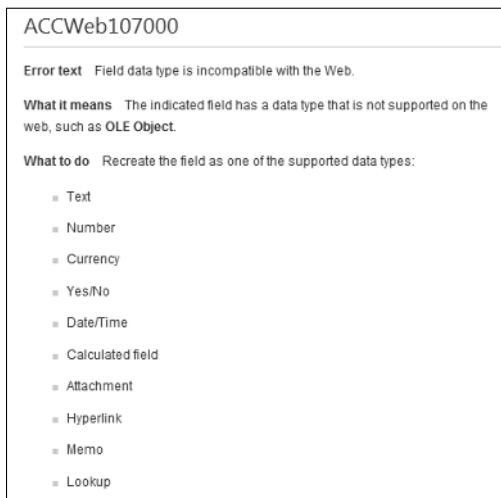 ACCWeb107000
Error text Field data type is incompatible with the Web.
What it means The indicated field has a data type that is not supported on the
web, such as OLE Object.
What to do Recreate the field as one of the supported data types:
Text
Number
Currency
Yes/No
Date/Time
Calculated field
Attachment
Hyperlink
Memo
Lookup